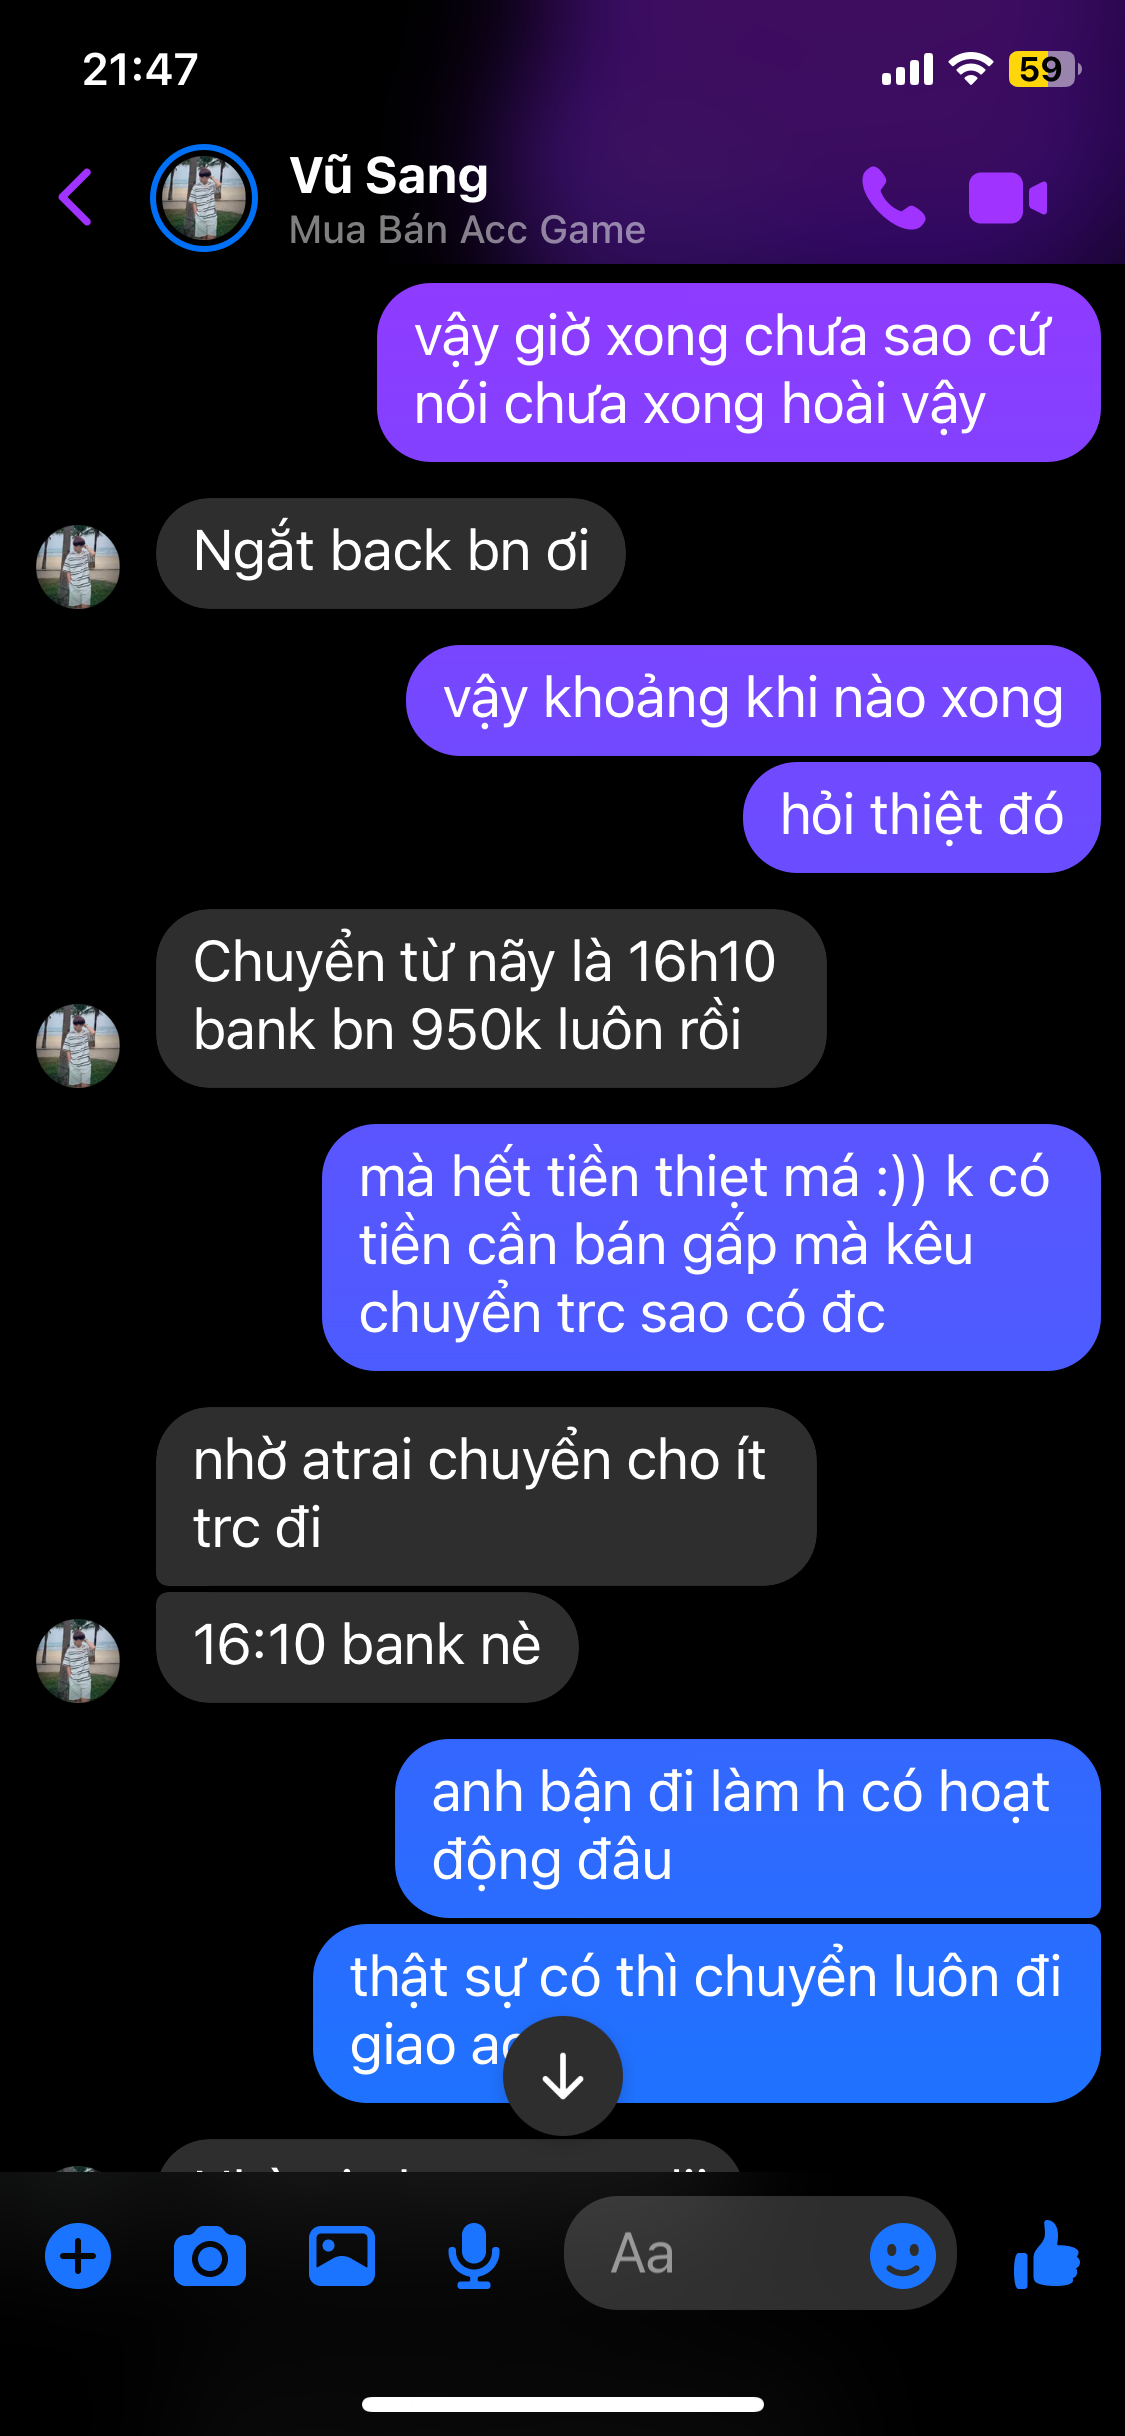 21:47
59
Vũ Sang
Mua Bán Acc Game
vậy giờ xong chưa sao cứ
nói chưa xong hoài vậy
Ngắt back bn ơi
vậy khoảng khi nào xong
hỏi thiệt đó
Chuyển từ nãy là 16h10
bank bn 950k luôn rồi
mà hết tiền thiẹt má :)) k có
tiền cần bán gấp mà kêu
chuyển trc sao có đc
nhờ atrai chuyển cho ít
trc đi
16:10 bank nè
anh bận đi làm h có hoạt
động đâu
thật sự có thì chuyển luôn đi
giao
Aa